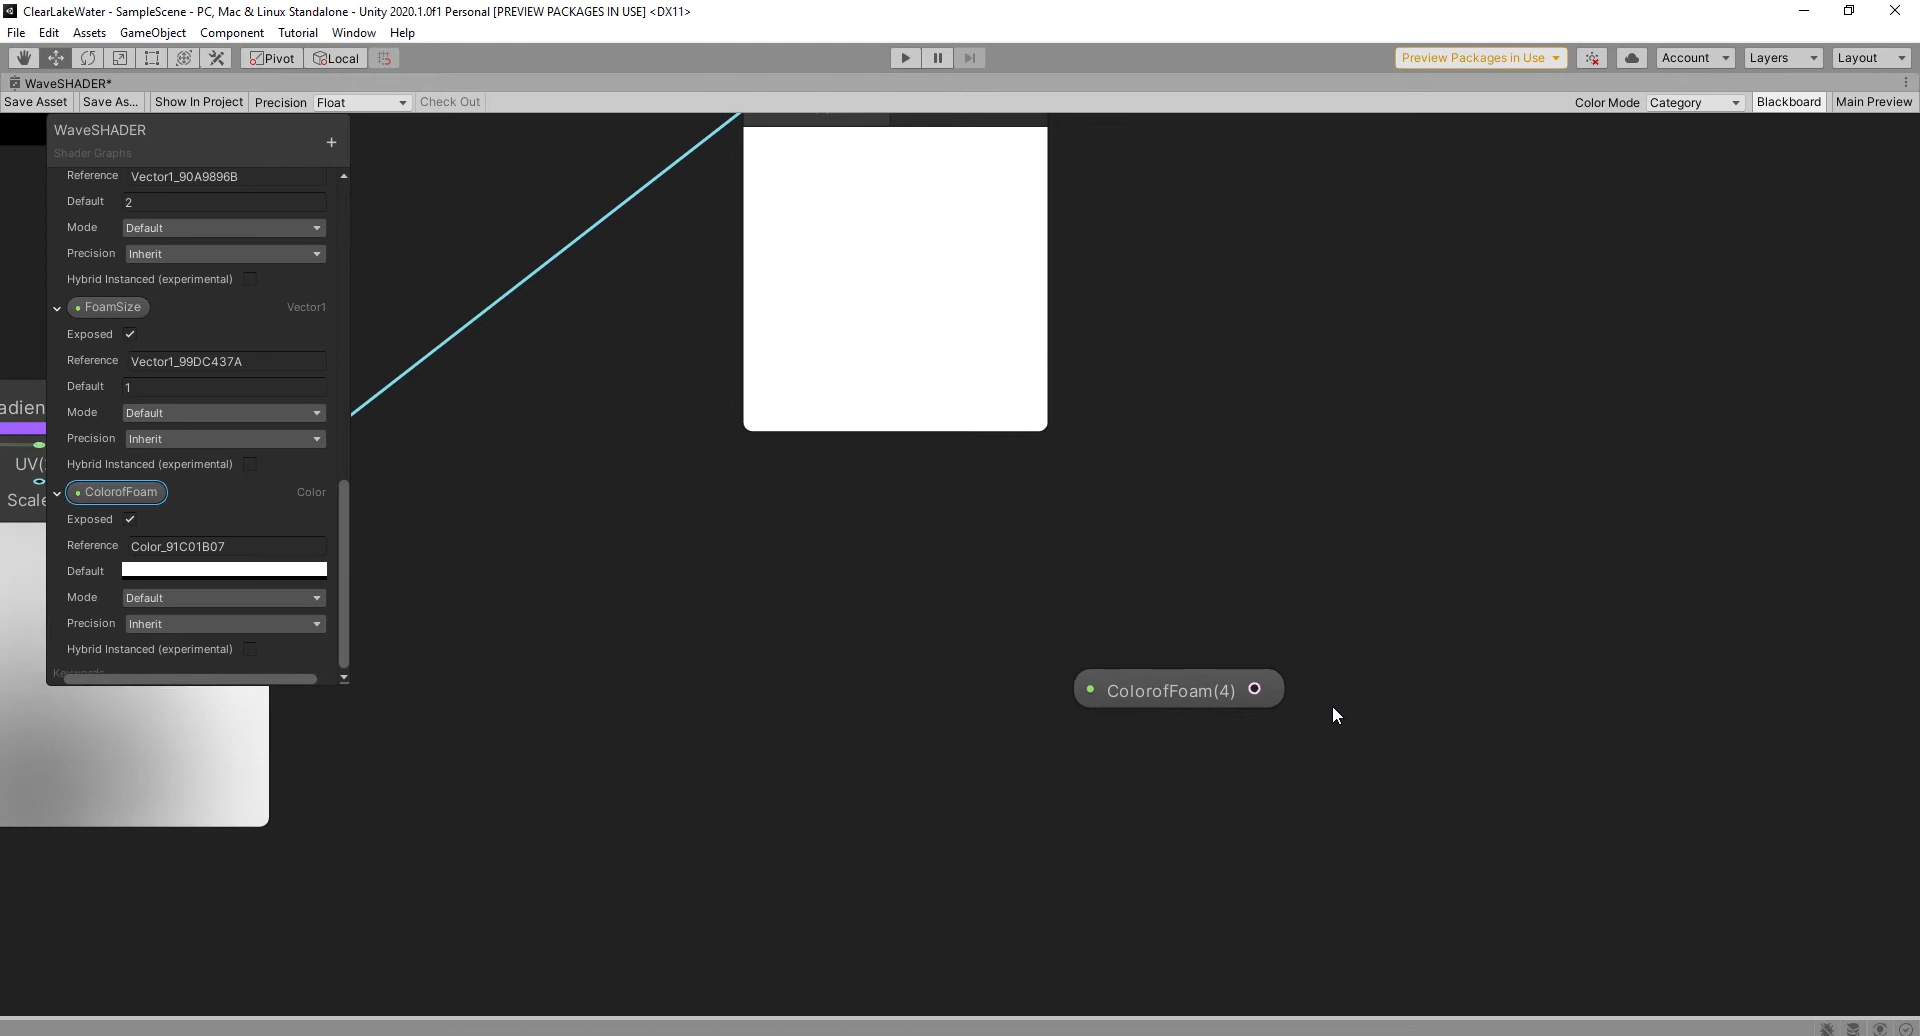 ClearLakeWater - SampleScene - PC, Mac & Linux Standalone - Unity 2020.1.0f1 Personal [PREVIEW PACKAGES IN USE] <DX11>
File Edit Assets GameObject Component Tutorial Window Help
Pivot Local Preview Packages in Use Account Layers Layout
WaveSHADER*
Save Asset Save As... Show In Project Precision Float Check Out Color Mode Category Blackboard Main Preview
WaveSHADER
Shader Graphs
Reference Vector1_90A9896B
Default 2
Mode Default
Precision Inherit
Hybrid Instanced (experimental)
FoamSize Vector1
Exposed
Reference Vector1_99DC437A
Default 1
Mode Default
Precision Inherit
Hybrid Instanced (experimental)
ColorofFoam Color
Exposed
Reference Color_91C01B07
Default
Mode Default
Precision Inherit
Hybrid Instanced (experimental)
Keywords
adien
UV(
Scale
ColorofFoam(4)